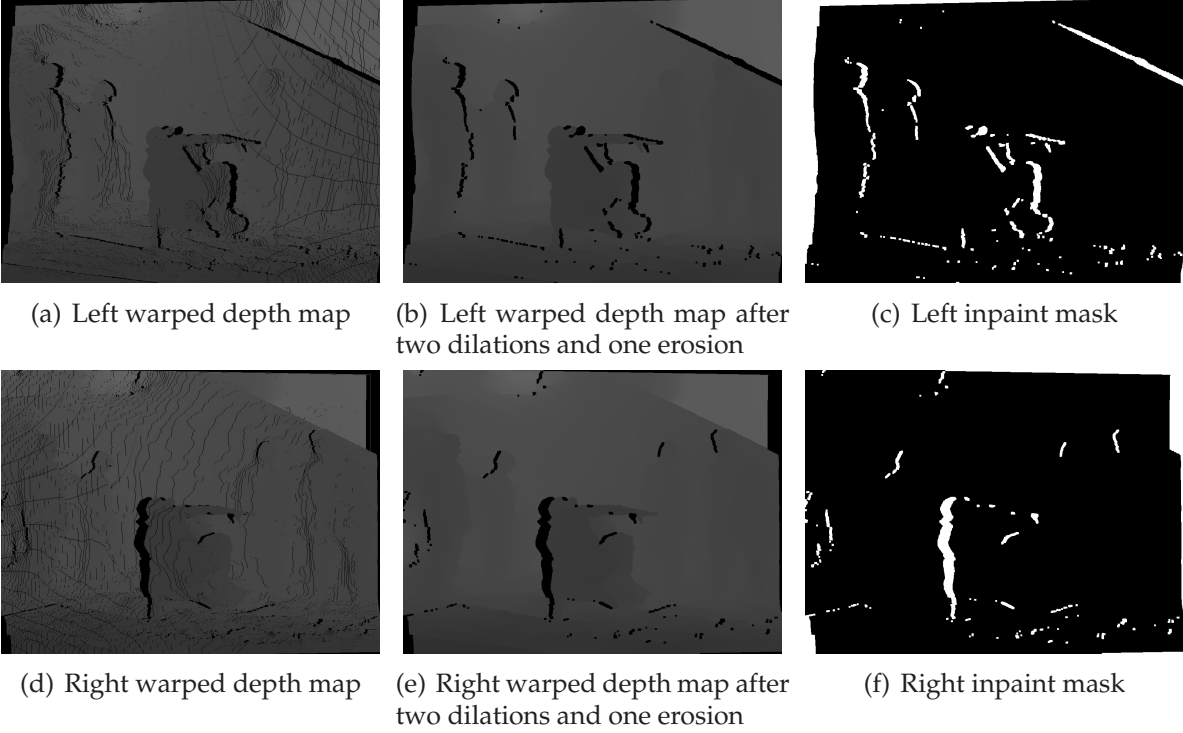 (a) Left warped depth map
(b) Left warped depth map after
two dilations and one erosion
(c) Left inpaint mask
(d) Right warped depth map
(e) Right warped depth map after
two dilations and one erosion
(f) Right inpaint mask